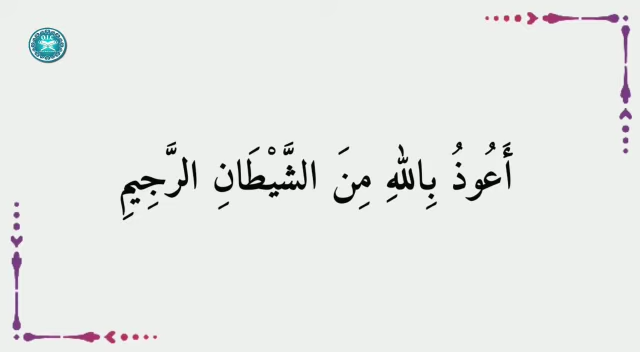 أَعُوذُ بِاللهِ مِنَ الشَّيْطَانِ الرَّجِيمِ